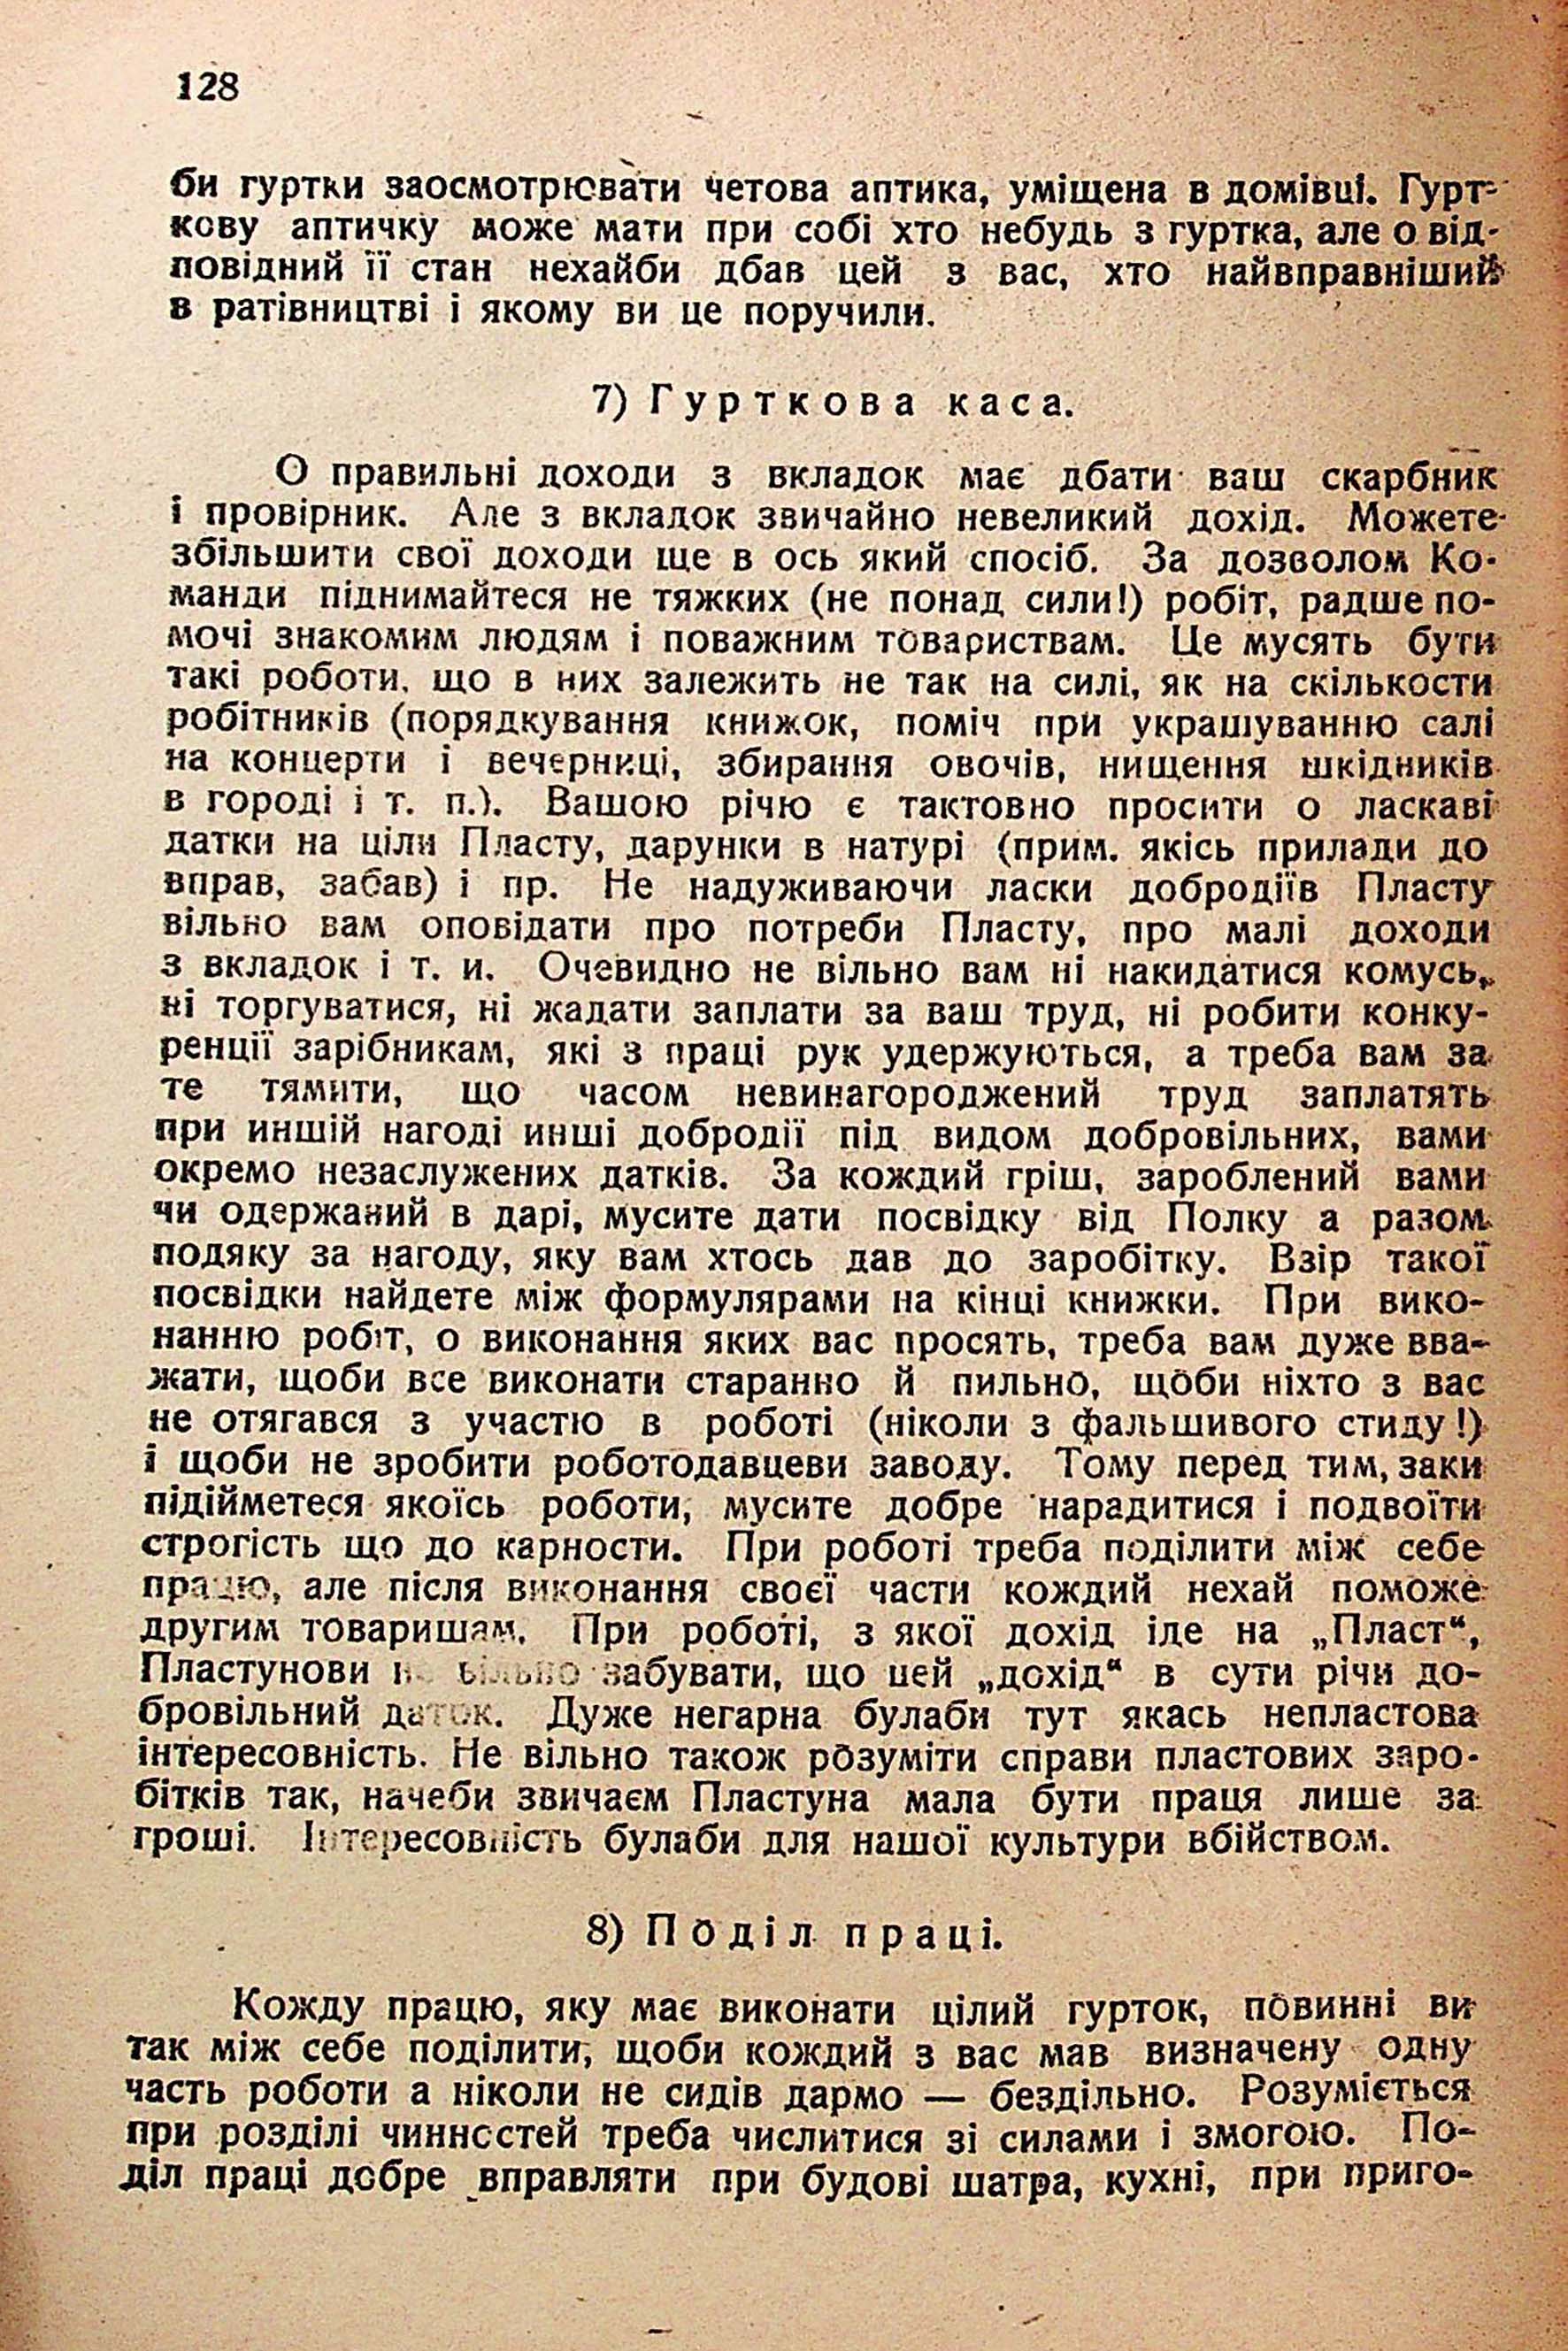 128
би гуртки заосмотрювати четова аптика, уміщена в домівці. Гурт-
кову аптичку може мати при собі хто небудь з гуртка, але о від-
повідний її стан нехайби дбав цей з вас, хто найвправніший
в ратівництві і якому ви це поручили.
7) Гурткова каса.
О правильні доходи з вкладок має дбати ваш скарбник
і провірник. Але з вкладок звичайно невеликий дохід. Можете
збільшити свої доходи ще в ось який спосіб. За дозволом Ко-
манди піднимайтеся не тяжких (не понад сили!) робіт, радше по-
мочі знакомим людям і поважним товариствам. Це мусять бути
такі роботи, що в них залежить не так на силі, як на скількости
робітників (порядкування книжок, поміч при украшуванню салі
на концерти і вечерниці, збирання овочів, нищення шкідників
в городі і т. п.). Вашою річю є тактовно просити о ласкаві
датки на ціли Пласту, дарунки в натурі (прим. якісь прилади до
вправ, забав) і пр. Не надуживаючи ласки добродіїв Пласту
вільно вам оповідати про потреби Пласту, про малі доходи
з вкладок і т. и. Очевидно не вільно вам ні накидатися комусь,
ні торгуватися, ні жадати заплати за ваш труд, ні робити конку-
ренції зарібникам, які з праці рук удержуються, а треба вам за
те тямити, що часом невинагороджений труд заплатять
при иншій нагоді инші добродії під видом добровільних, вами
окремо незаслужених датків. За кождий гріш, зароблений вами
чи одержаний в дарі, мусите дати посвідку від Полку а разом
подяку за нагоду, яку вам хтось дав до заробітку. Взір такої
посвідки найдете між формулярами на кінці книжки. При вико-
нанню робіт, о виконання яких вас просять, треба вам дуже вва-
жати, щоби все виконати старанно й пильно, щоби ніхто з вас
не отягався з участю в роботі (ніколи з фальшивого стиду!)
і щоби не зробити роботодавцеви заводу. Тому перед тим, заки
підійметеся якоїсь роботи, мусите добре нарадитися і подвоїти
строгість що до карности. При роботі треба поділити між себе
працю, але після виконання своєї части кождий нехай поможе
другим товаришам. При роботі, з якої дохід іде на „Пласт“,
Пластунови не вільно забувати, що цей „дохід“ в сути річи до-
бровільний даток. Дуже негарна булаби тут якась непластова
інтересовність. Не вільно також розуміти справи пластових заро-
бітків так, начеби звичаєм Пластуна мала бути праця лише за
гроші. Інтересовність булаби для нашої культури вбійством.
8) Поділ праці.
Кожду працю, яку має виконати цілий гурток, повинні ви
так між себе поділити, щоби кождий з вас мав визначену одну
часть роботи а ніколи не сидів дармо — бездільно. Розуміється
при розділі чинностей треба числитися зі силами і змогою. По-
діл праці добре вправляти при будові шатра, кухні, при приго-